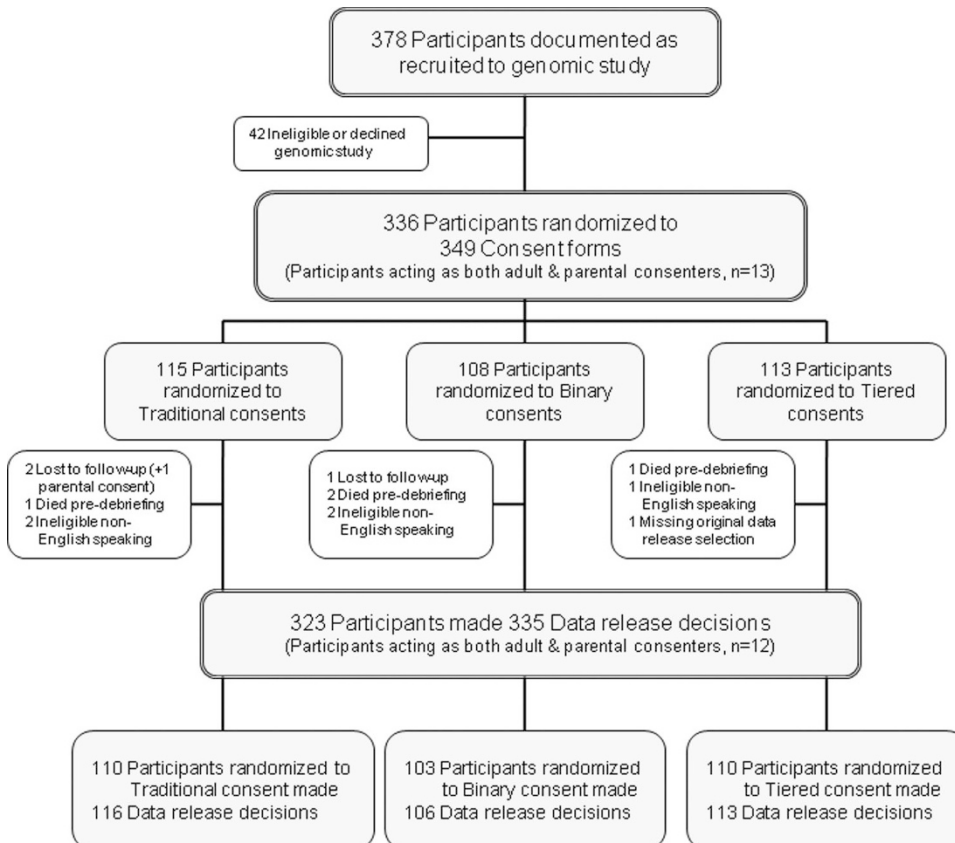 378 Participants documented as
recruited to genomic study
42 Ineligible or declined
genomic study
336 Participants randomized to
349 Consent forms
(Participants acting as both adult & parental consenters, n=13)
115 Participants
randomized to
Traditional consents
108 Participants
randomized to Binary
consents
113 Participants
randomized to Tiered
consents
2 Lost to follow-up (+1
parental consent)
1 Died pre-debriefing
2 Ineligible non-
English speaking
1 Lost to follow-up
2 Died pre-debriefing
2 Ineligible non-
English speaking
1 Died pre-debriefing
1 Ineligible non-
English speaking
1 Missing original data
release selection
323 Participants made 335 Data release decisions
(Participants acting as both adult & parental consenters, n=12)
110 Participants randomized to
Traditional consent made
116 Data release decisions
103 Participants randomized
to Binary consent made
106 Data release decisions
110 Participants randomized
to Tiered consent made
113 Data release decisions